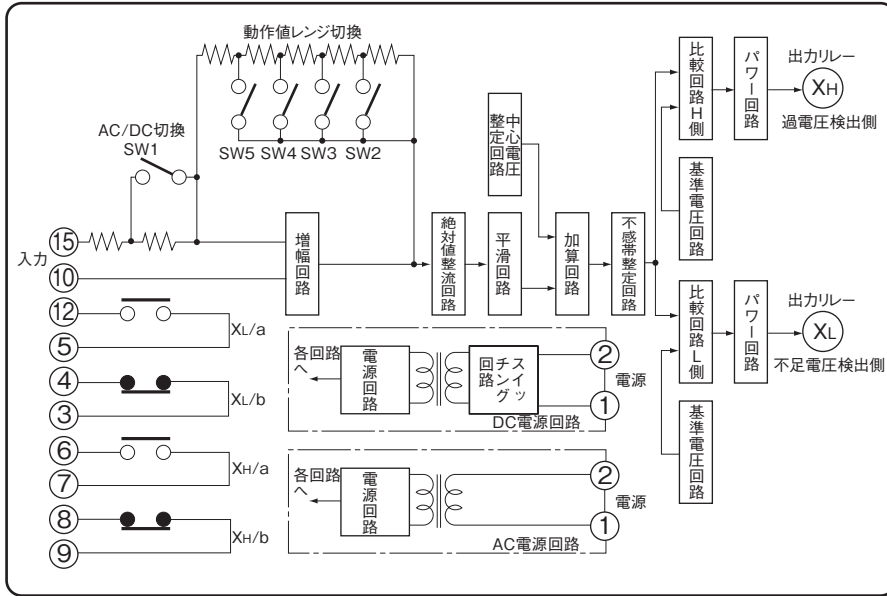 動作値レンジ切換
SW5 SW4 SW3 SW2
AC/DC切換
SW1
入力
15
10
12
5
4
3
6
7
8
9
XL/a
XL/b
XH/a
XH/b
増幅回路
絶対値整流回路
平滑回路
中心電圧
整定回路
加算回路
不感帯整定回路
比較回路H側
パワー回路
出力リレー
XH
過電圧検出側
基準電圧回路
比較回路L側
パワー回路
出力リレー
XL
不足電圧検出側
基準電圧回路
各回路
へ
電源回路
スイッ
チング
回路
2
1
電源
DC電源回路
各回路
へ
電源回路
2
1
電源
AC電源回路